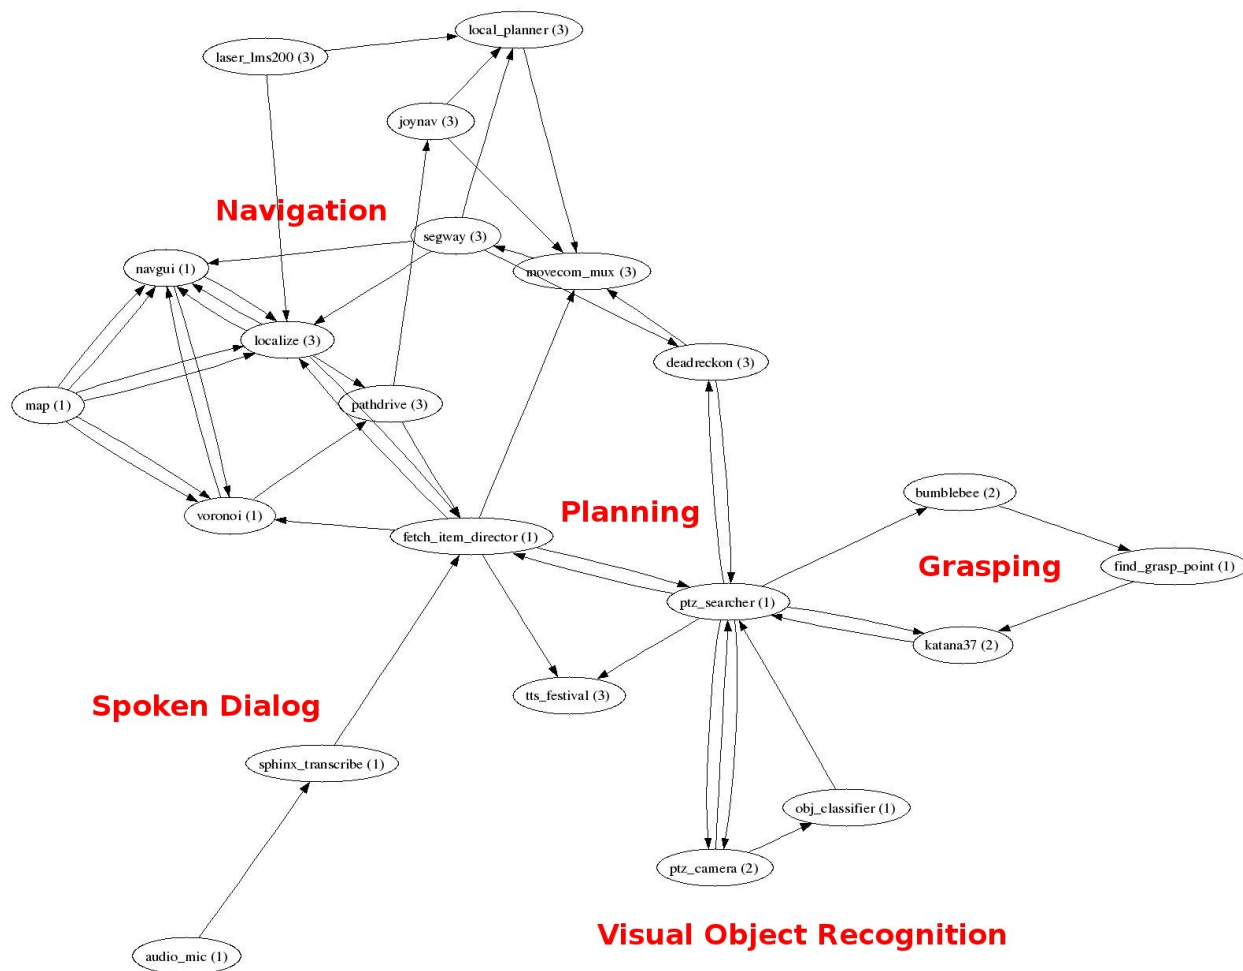 local_planner (3)
laser_lms200 (3)
joynav (3)
Navigation
segway (3)
navgui (1)
movecom_mux (3)
localize (3)
deadreckon (3)
map (1)
pathdrive (3)
bumblebee (2)
Planning
voronoi (1)
fetch_item_director (1)
Grasping
find_grasp_point (1)
ptz_searcher (1)
katana37 (2)
tts_festival (3)
Spoken Dialog
sphinx_transcribe (1)
obj_classifier (1)
ptz_camera (2)
Visual Object Recognition
audio_mic (1)